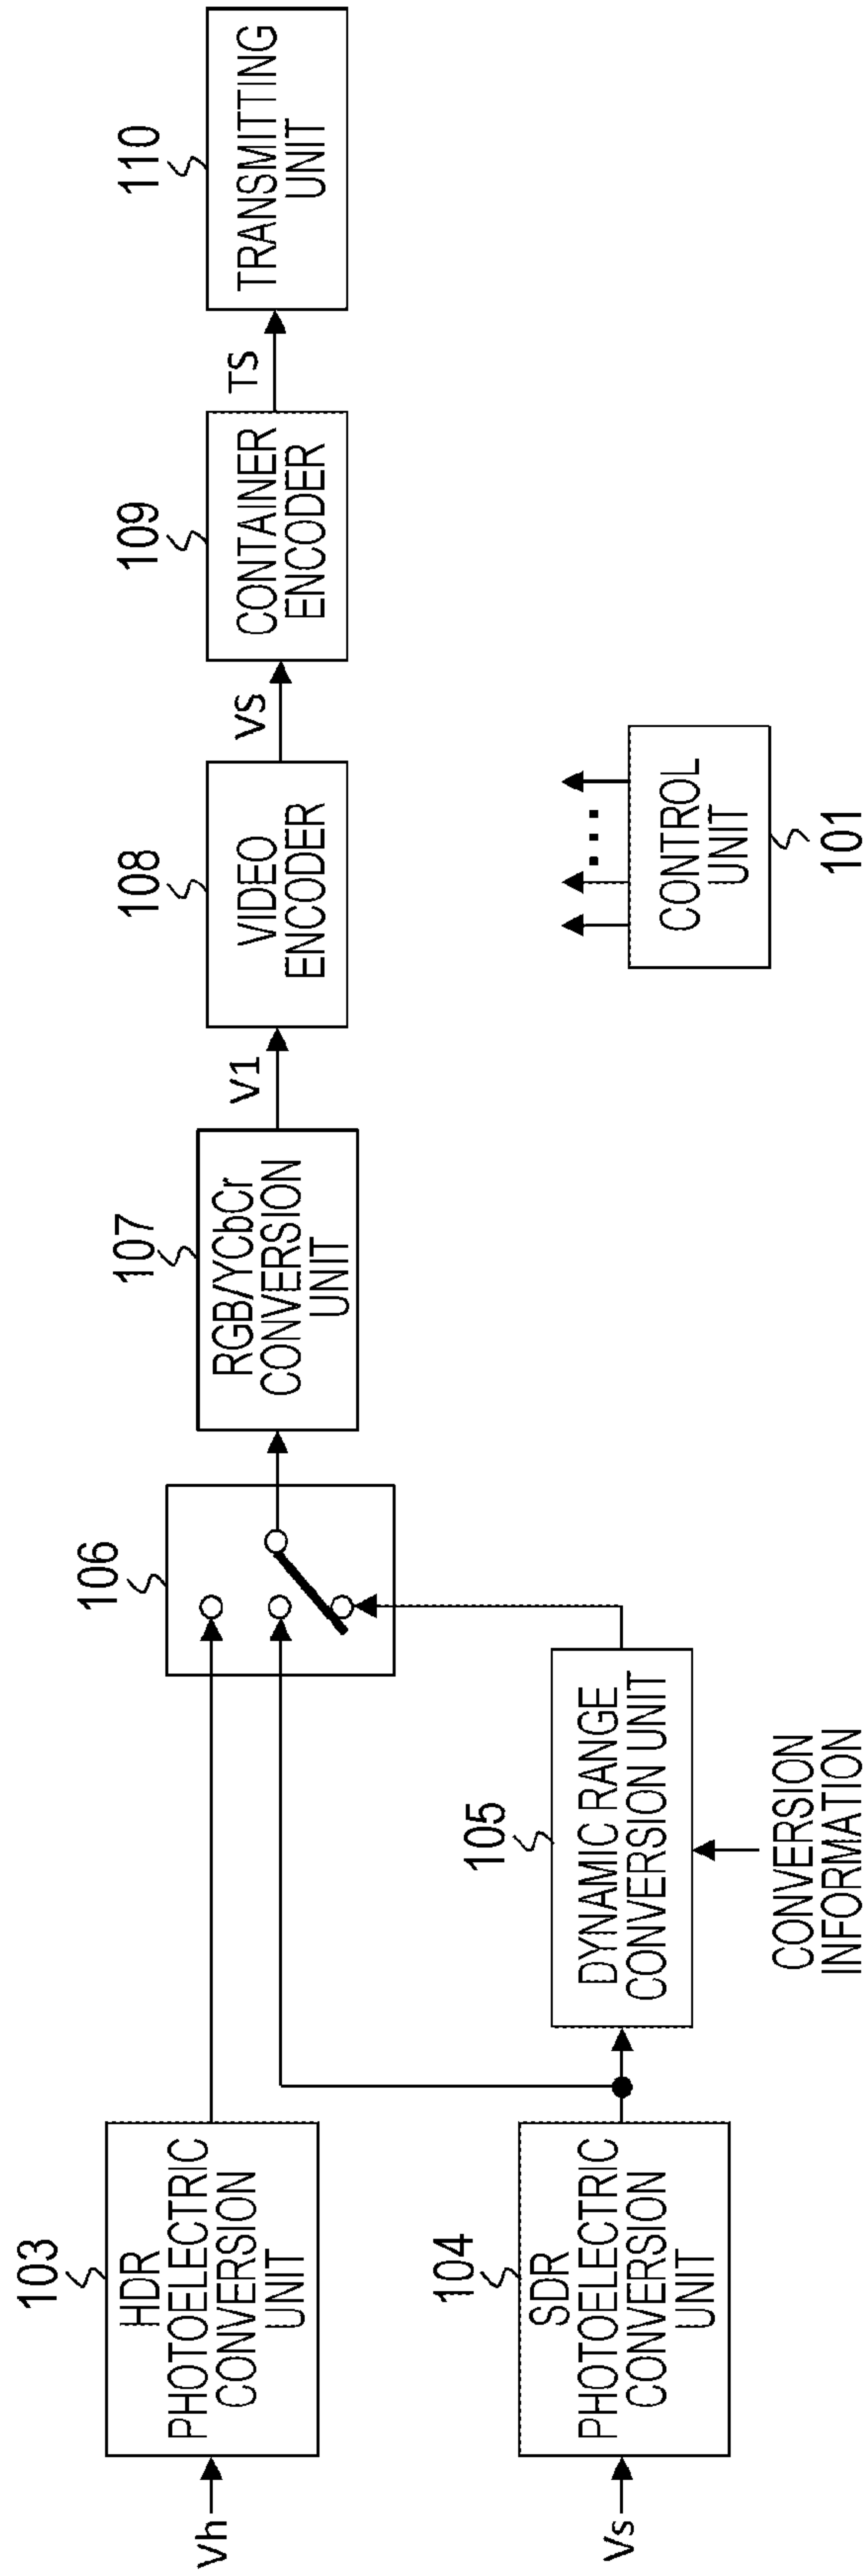 Vh
103
HDR
PHOTOELECTRIC
CONVERSION
UNIT
Vs
104
SDR
PHOTOELECTRIC
CONVERSION
UNIT
105
DYNAMIC RANGE
CONVERSION UNIT
CONVERSION
INFORMATION
106
107
RGB/YCbCr
CONVERSION
UNIT
V1
108
VIDEO
ENCODER
VS
109
CONTAINER
ENCODER
TS
110
TRANSMITTING
UNIT
CONTROL
UNIT
101